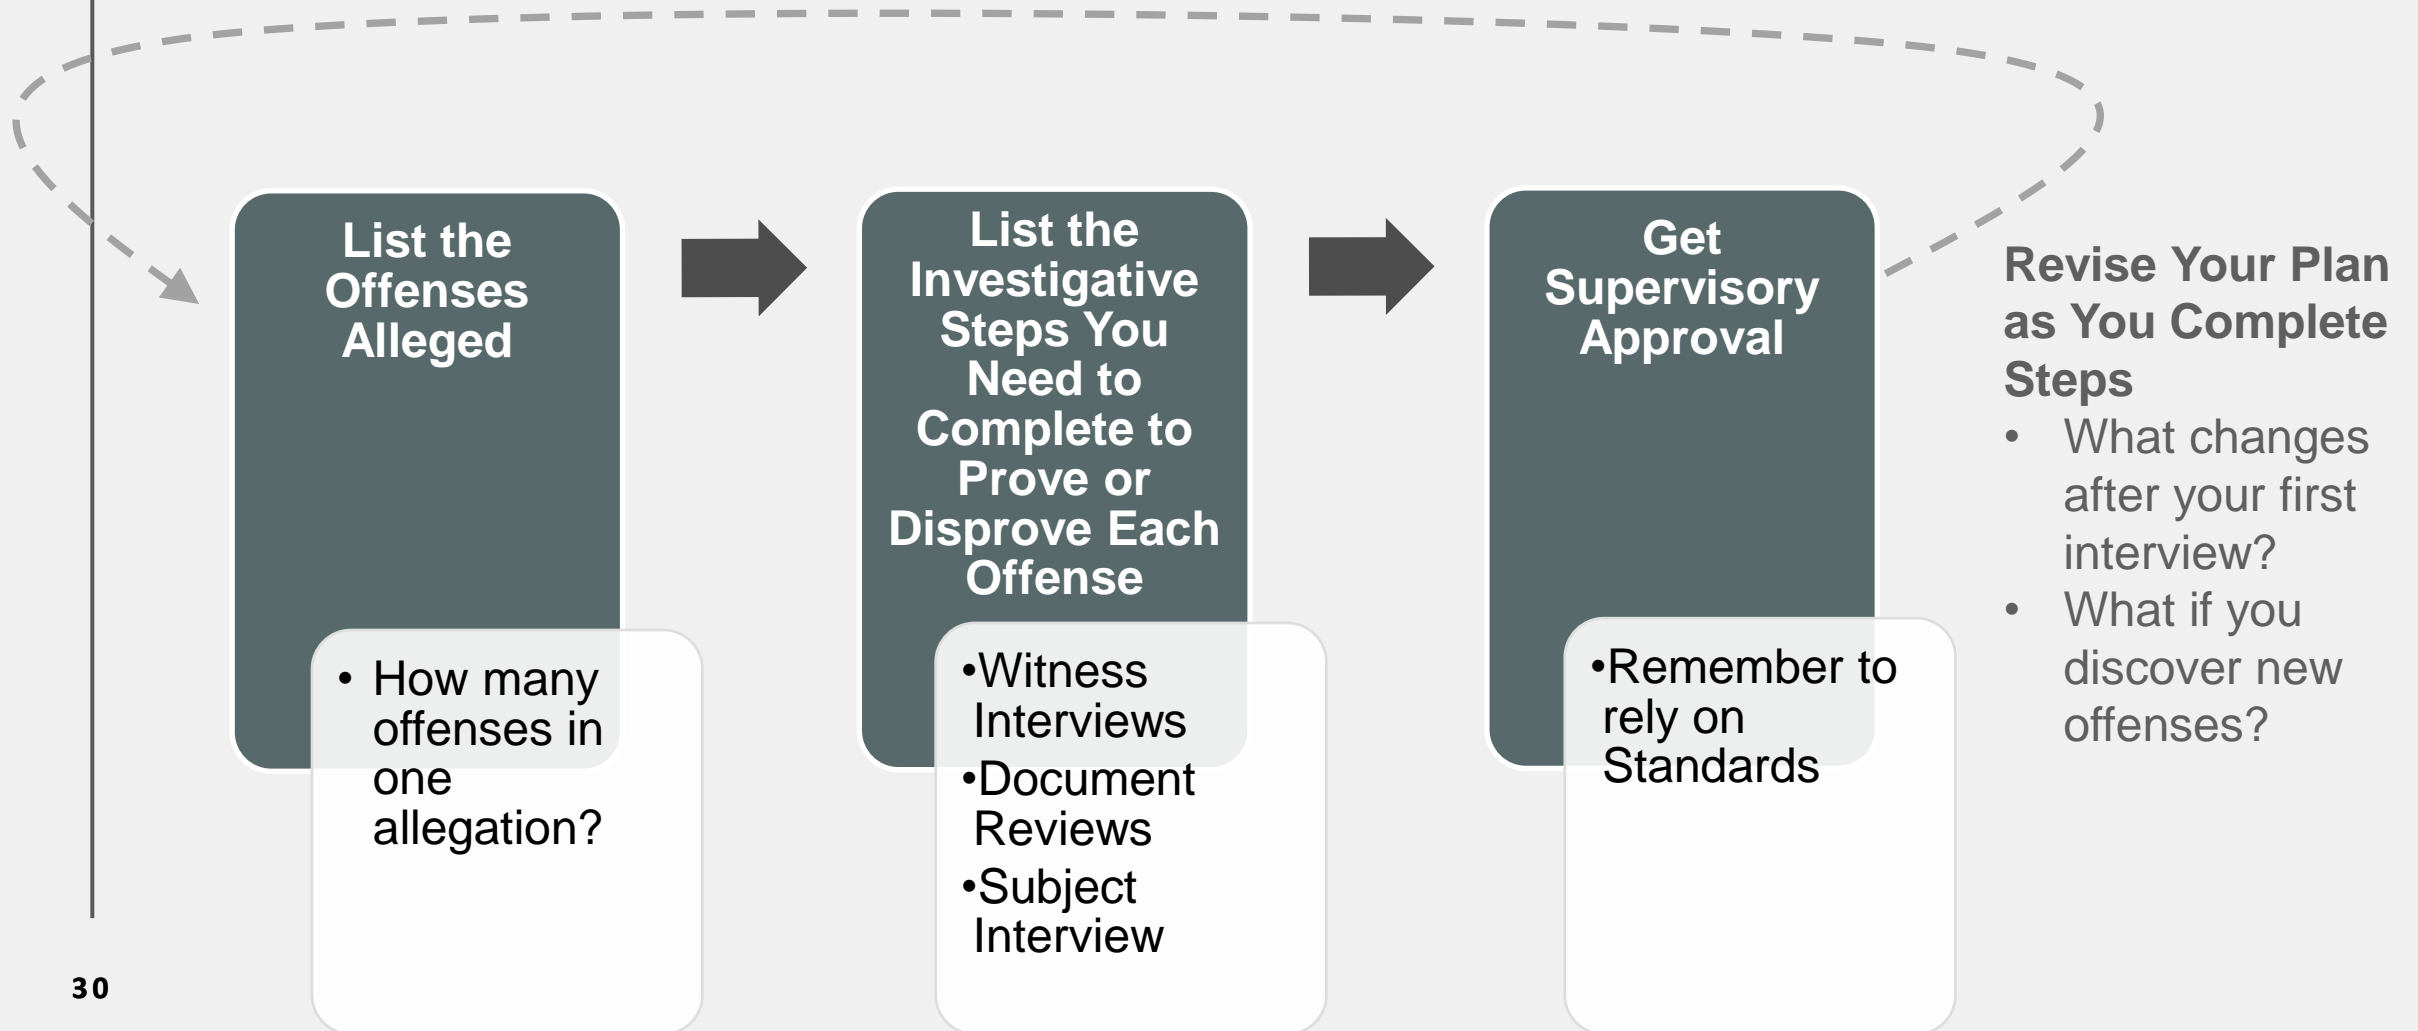 List the
Offenses
Alleged
• How many
offenses in
one
allegation?
List the
Investigative
Steps You
Need to
Complete to
Prove or
Disprove Each
Offense
•Witness
Interviews
•Document
Reviews
•Subject
Interview
Get
Supervisory
Approval
•Remember to
rely on
Standards
Revise Your Plan
as You Complete
Steps
• What changes
after your first
interview?
• What if you
discover new
offenses?
30